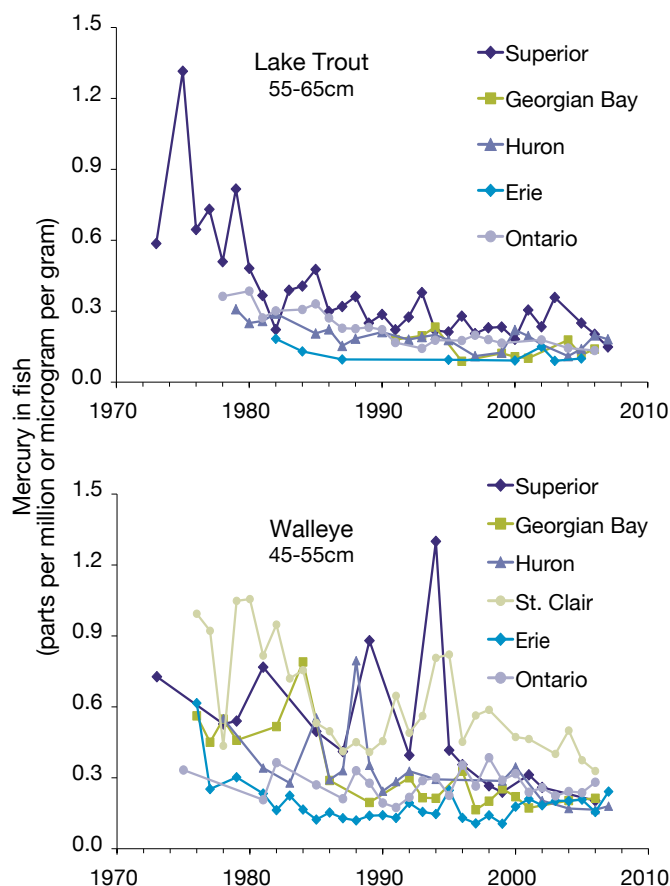 Mercury in fish
(parts per million or microgram per gram)
1.5
1.2
0.9
0.6
0.3
0.0
1970
1980
1990
2000
2010
Lake Trout
55-65cm
Superior
Georgian Bay
Huron
Erie
Ontario
1.5
1.2
0.9
0.6
0.3
0.0
1970
1980
1990
2000
2010
Walleye
45-55cm
Superior
Georgian Bay
Huron
St. Clair
Erie
Ontario